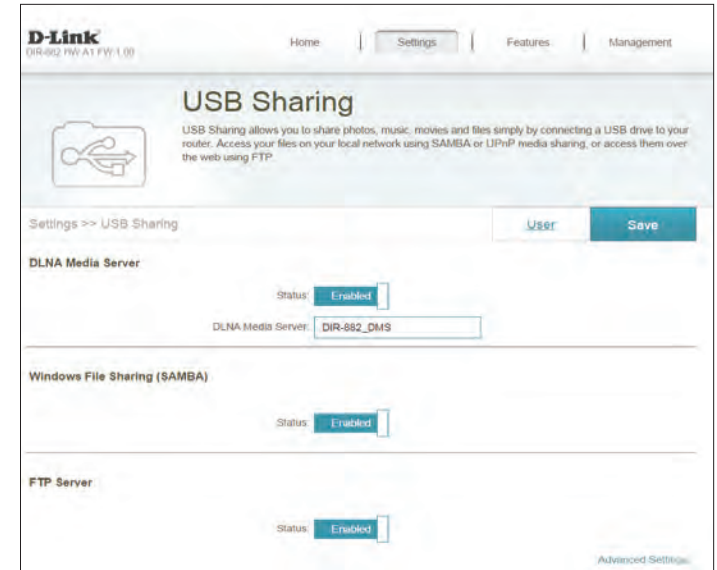 D-Link
DIR-882 HW:A1 FW:1.00
Home | Settings | Features | Management
USB Sharing
USB Sharing allows you to share photos, music, movies and files simply by connecting a USB drive to your
router. Access your files on your local network using SAMBA or UPnP media sharing, or access them over
the web using FTP.
Settings >> USB Sharing
User
Save
DLNA Media Server
Status: Enabled
DLNA Media Server: DIR-882_DMS
Windows File Sharing (SAMBA)
Status: Enabled
FTP Server
Status: Enabled
Advanced Settings